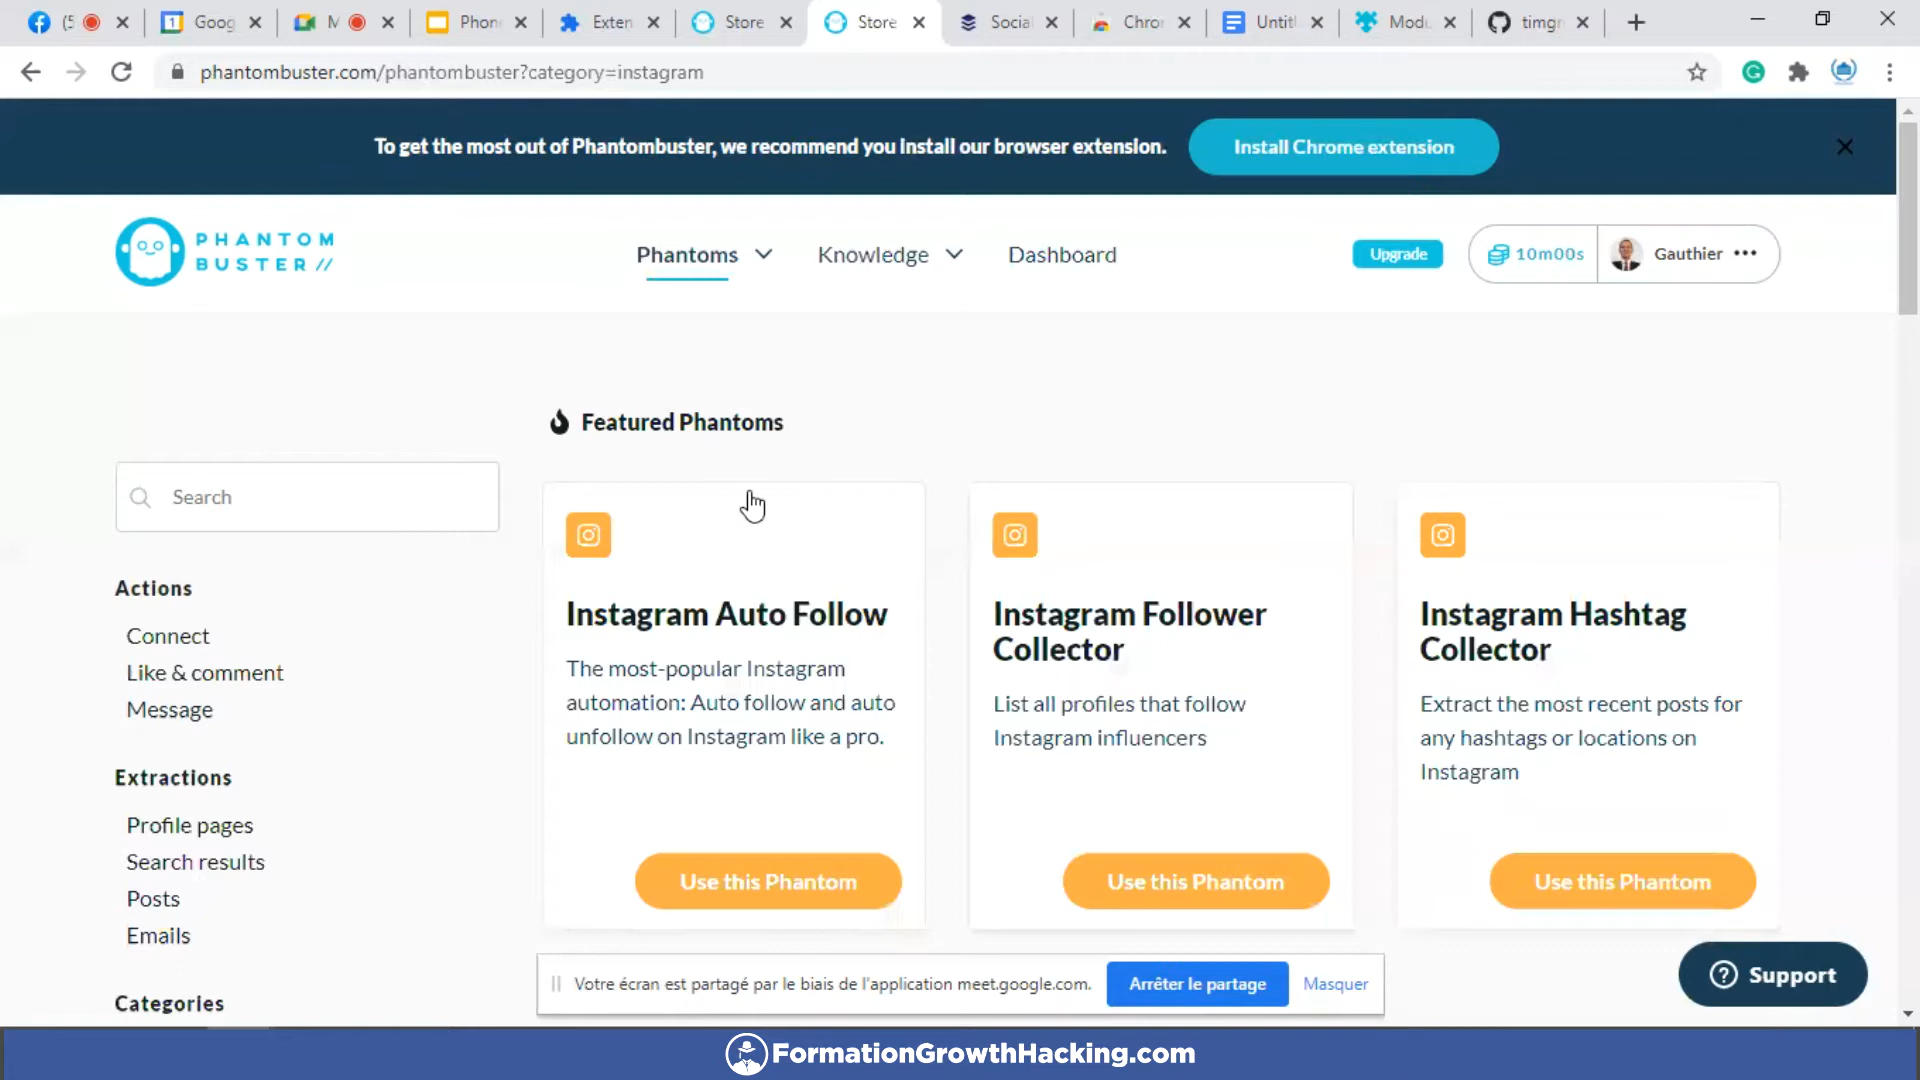 (5
Goog
M
Phon
Exten
Store
Store
Social
Chro
Untitl
Modu
timgr
phantombuster.com/phantombuster?category=instagram
To get the most out of Phantombuster, we recommend you install our browser extension.
Install Chrome extension
PHANTOM
BUSTER //
Phantoms
Knowledge
Dashboard
Upgrade
10m00s
Gauthier
Featured Phantoms
Search
Actions
Connect
Like & comment
Message
Extractions
Profile pages
Search results
Posts
Emails
Categories
Instagram Auto Follow
The most-popular Instagram
automation: Auto follow and auto
unfollow on Instagram like a pro.
Use this Phantom
Instagram Follower
Collector
List all profiles that follow
Instagram influencers
Use this Phantom
Instagram Hashtag
Collector
Extract the most recent posts for
any hashtags or locations on
Instagram
Use this Phantom
Votre écran est partagé par le biais de l'application meet.google.com.
Arrêter le partage
Masquer
Support
FormationGrowthHacking.com